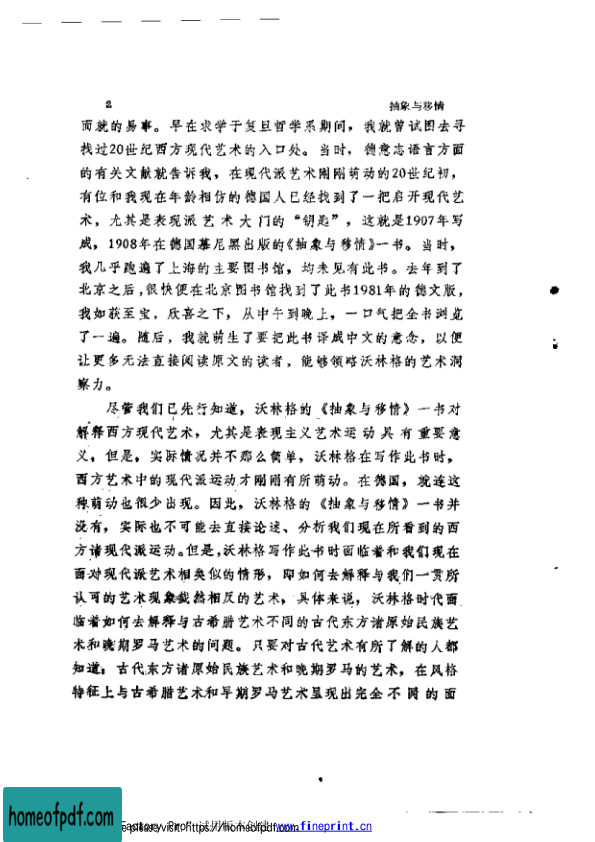 2
抽象与移情
而就的易事。早在求学于复旦哲学系期间，我就曾试图去寻
找过20世纪西方现代艺术的入口处。当时，德意志语言方面
的有关文献就告诉我，在现代派艺术刚刚萌动的20世纪初，
有位和我现在年龄相仿的德国人已经找到了一把启开现代艺
术，尤其是表现派艺术大门的“钥匙”，这就是1907年写
成，1908年在德国慕尼黑出版的《抽象与移情》一书。当时，
我几乎跑遍了上海的主要图书馆，均未见有此书。去年到了
北京之后，很快便在北京图书馆找到了此书1981年的德文版，
我如获至宝，欣喜之下，从中午到晚上，一口气把全书浏览
了一遍。随后，我就萌生了要把此书译成中文的意念，以便
让更多无法直接阅读原文的读者，能够领略沃林格的艺术洞
察力。
尽管我们已先行知道，沃林格的《抽象与移情》一书对
解释西方现代艺术，尤其是表现主义艺术运动具有重要意
义，但是，实际情况并不那么简单，沃林格在写作此书时，
西方艺术中的现代派运动才刚刚有所萌动。在德国，就连这
种萌动也很少出现。因此，沃林格的《抽象与移情》一书并
没有，实际也不可能去直接论述、分析我们现在所看到的西
方诸现代派运动。但是，沃林格写作此书时面临着和我们现在
面对现代派艺术相类似的情形，即如何去解释与我们一贯所
认可的艺术现象截然相反的艺术，具体来说，沃林格时代面
临着如何去解释与古希腊艺术不同的古代东方诸原始民族艺
术和晚期罗马艺术的问题。只要对古代艺术有所了解的人都
知道：古代东方诸原始民族艺术和晚期罗马的艺术，在风格
特征上与古希腊艺术和早期罗马艺术呈现出完全不同的面
homeofpdf.com
Factory Pro" 试用版本创建 www.fineprint.cn
please visit: https://homeofpdf.com